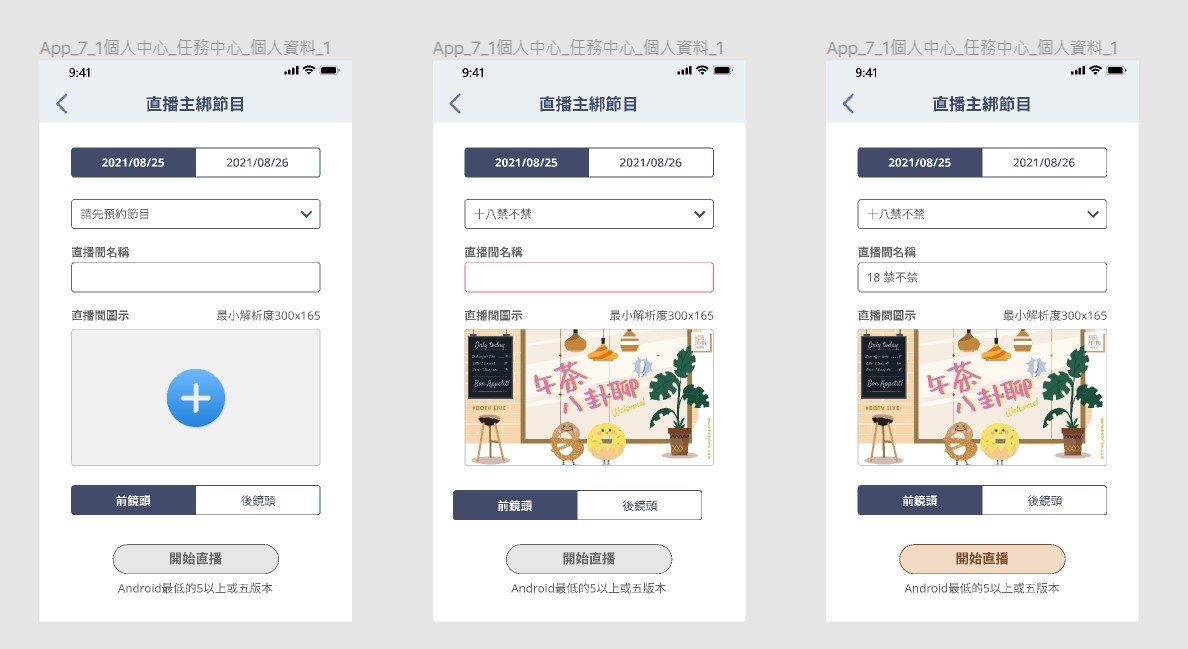 App_7_1個人中心_任務中心_個人資料_1
9:41
直播主綁節目
2021/08/25
2021/08/26
請先預約節目
直播間名稱
直播間圖示
最小解析度300x165
前鏡頭
後鏡頭
開始直播
Android最低的5以上或五版本
App_7_1個人中心_任務中心_個人資料_1
9:41
直播主綁節目
2021/08/25
2021/08/26
十八禁不禁
直播間名稱
直播間圖示
最小解析度300x165
Only today
Bon Appetit!
#BOTV LIVE
午茶
八卦聊
Welcome!
前鏡頭
後鏡頭
開始直播
Android最低的5以上或五版本
App_7_1個人中心_任務中心_個人資料_1
9:41
直播主綁節目
2021/08/25
2021/08/26
十八禁不禁
直播間名稱
18 禁不禁
直播間圖示
最小解析度300x165
Only today
Bon Appetit!
#BOTV LIVE
午茶
八卦聊
Welcome!
前鏡頭
後鏡頭
開始直播
Android最低的5以上或五版本